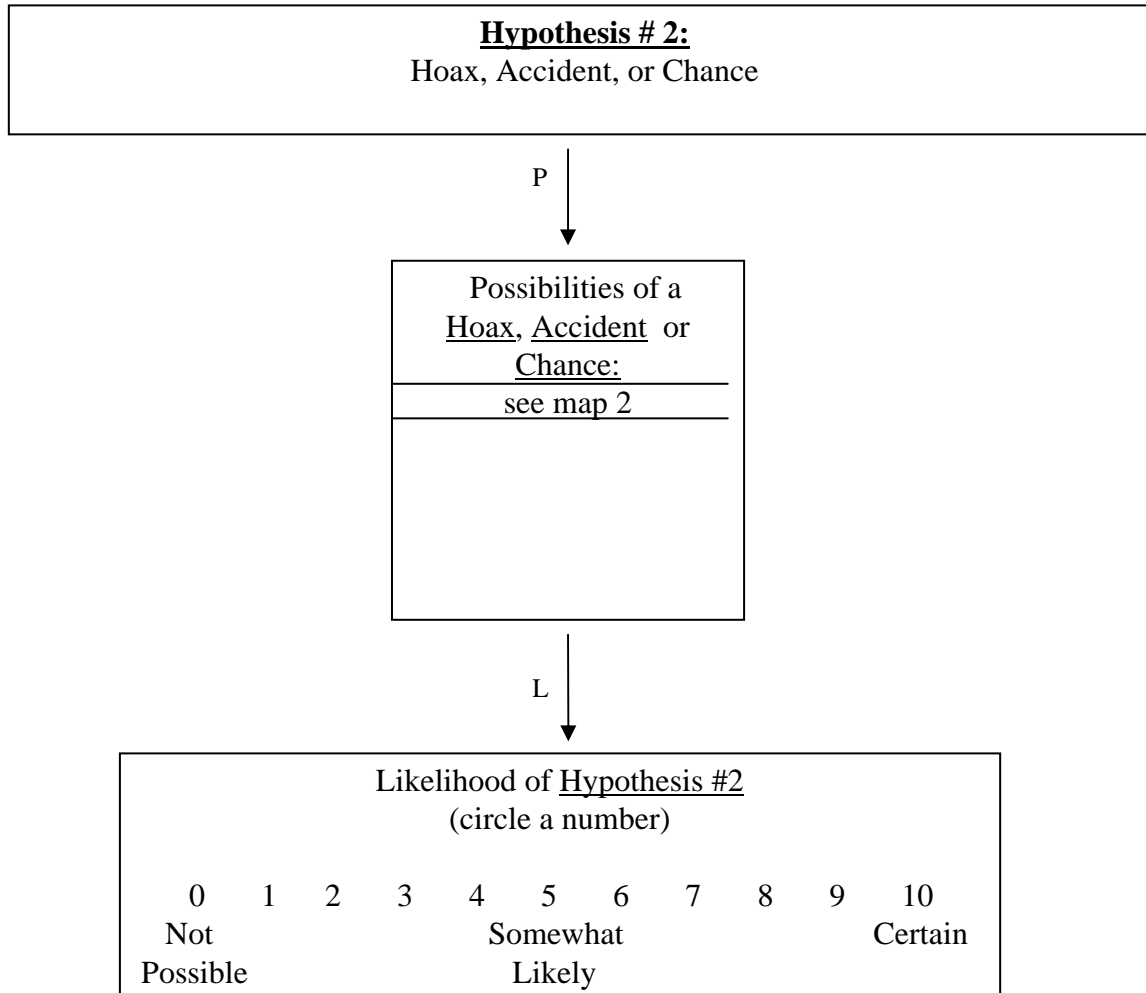 Hypothesis # 2:
Hoax, Accident, or Chance
P
Possibilities of a
Hoax, Accident or
Chance:
see map 2
L
Likelihood of Hypothesis #2
(circle a number)
0 1 2 3 4 5 6 7 8 9 10
Not Somewhat Certain
Possible Likely